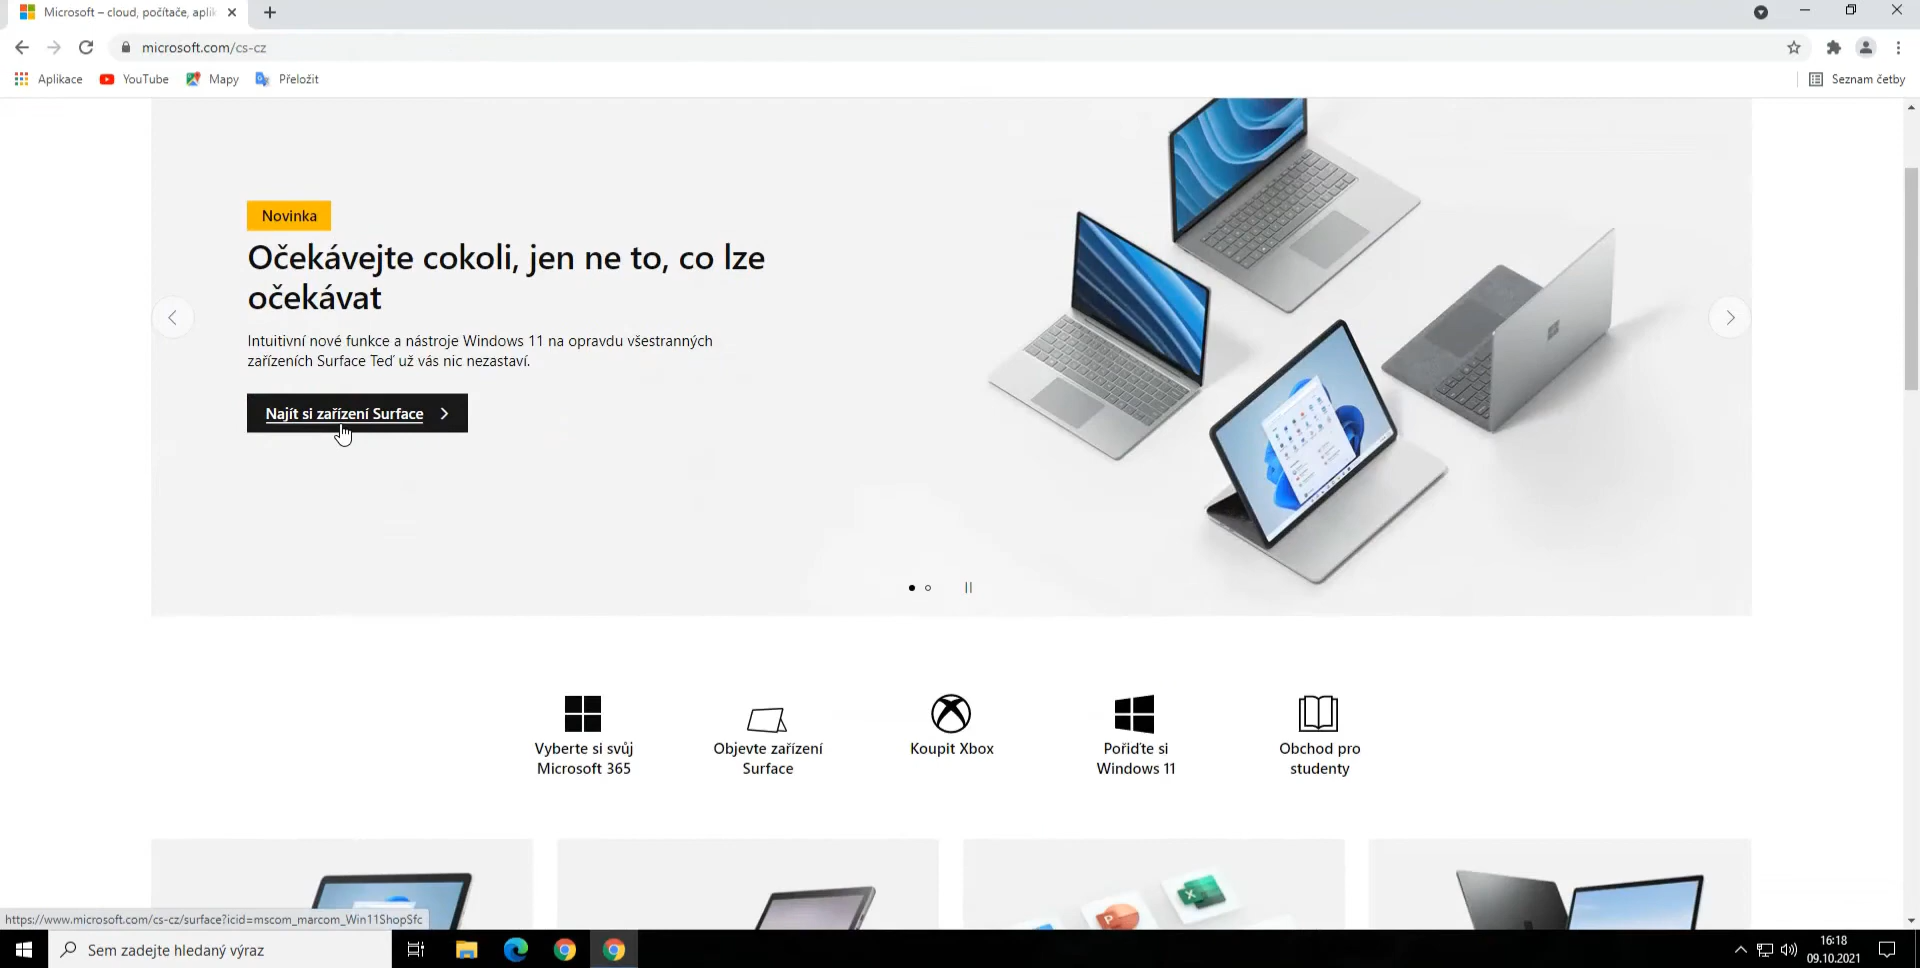 Microsoft – cloud, počítače, aplik
microsoft.com/cs-cz
Aplikace
YouTube
Mapy
Přeložit
Seznam četby
Novinka
Očekávejte cokoli, jen ne to, co lze
očekávat
Intuitivní nové funkce a nástroje Windows 11 na opravdu všestranných
zařízeních Surface Teď už vás nic nezastaví.
Najít si zařízení Surface
Vyberte si svůj
Microsoft 365
Objevte zařízení
Surface
Koupit Xbox
Pořiďte si
Windows 11
Obchod pro
studenty
https://www.microsoft.com/cs-cz/surface?icid=mscom_marcom_Win11ShopSfc
Sem zadejte hledaný výraz
16:18
09.10.2021